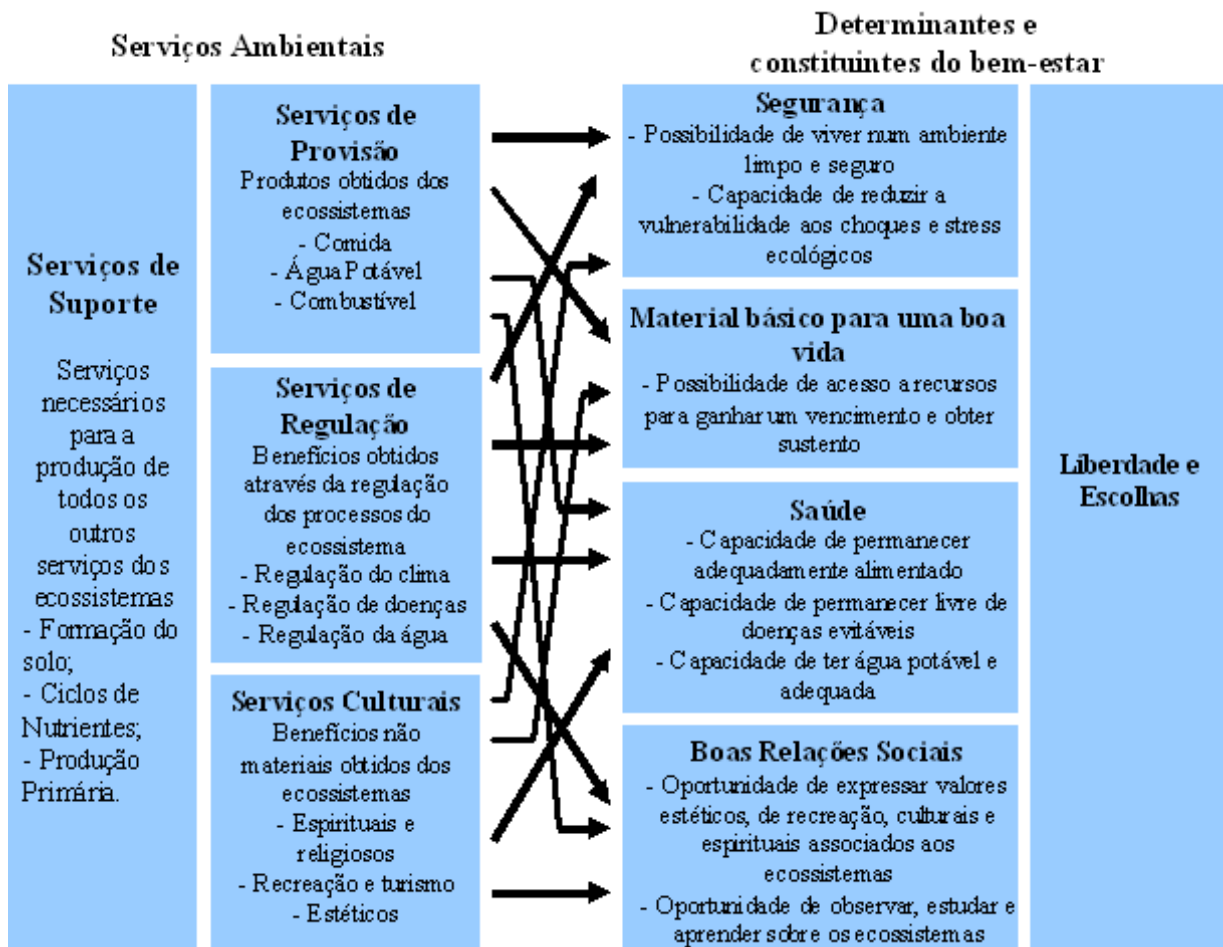 Serviços Ambientais
Determinantes e
constituintes do bem-estar
Serviços de
Suporte
Serviços
necessários
para a
produção de
todos os
outros
serviços dos
ecossistemas
- Formação do
solo;
- Ciclos de
Nutrientes;
- Produção
Primária.
Serviços de
Provisão
Produtos obtidos dos
ecossistemas
- Comida
- Água Potável
- Combustível
Serviços de
Regulação
Benefícios obtidos
através da regulação
dos processos do
ecossistema
- Regulação do clima
- Regulação de doenças
- Regulação da água
Serviços Culturais
Benefícios não
materiais obtidos dos
ecossistemas
- Espirituais e
religiosos
- Recreação e turismo
- Estéticos
Segurança
- Possibilidade de viver num ambiente
limpo e seguro
- Capacidade de reduzir a
vulnerabilidade aos choques e stress
ecológicos
Material básico para uma boa
vida
- Possibilidade de acesso a recursos
para ganhar um vencimento e obter
sustento
Saúde
- Capacidade de permanecer
adequadamente alimentado
- Capacidade de permanecer livre de
doenças evitáveis
- Capacidade de ter água potável e
adequada
Boas Relações Sociais
- Oportunidade de expressar valores
estéticos, de recreação, culturais e
espirituais associados aos
ecossistemas
- Oportunidade de observar, estudar e
aprender sobre os ecossistemas
Liberdade e
Escolhas